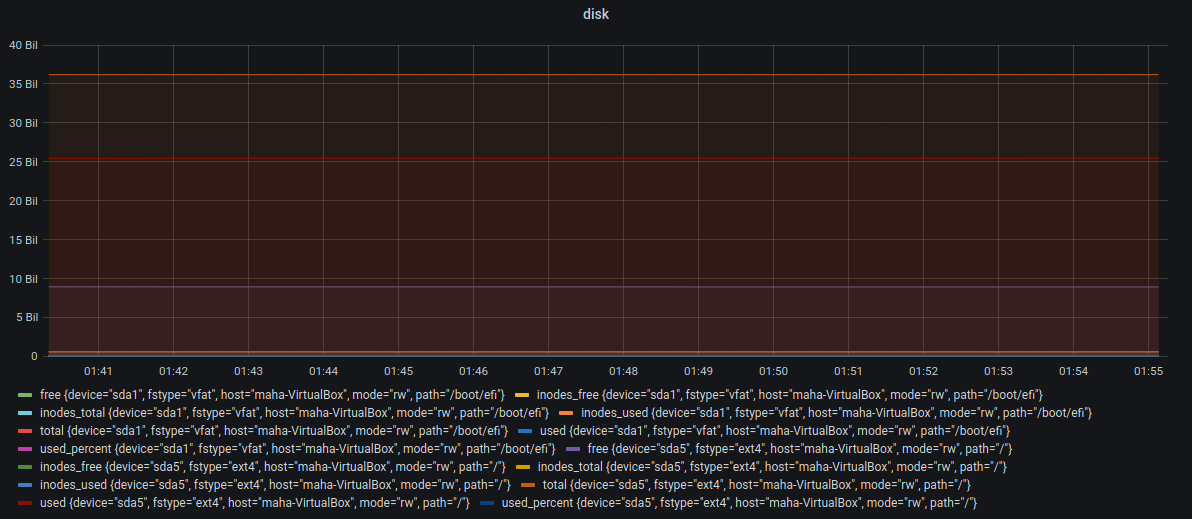 disk
40 Bil
35 Bil
30 Bil
25 Bil
20 Bil
15 Bil
10 Bil
5 Bil
0
01:41 01:42 01:43 01:44 01:45 01:46 01:47 01:48 01:49 01:50 01:51 01:52 01:53 01:54 01:55
free {device="sda1", fstype="vfat", host="maha-VirtualBox", mode="rw", path="/boot/efi"} inodes_free {device="sda1", fstype="vfat", host="maha-VirtualBox", mode="rw", path="/boot/efi"}
inodes_total {device="sda1", fstype="vfat", host="maha-VirtualBox", mode="rw", path="/boot/efi"} inodes_used {device="sda1", fstype="vfat", host="maha-VirtualBox", mode="rw", path="/boot/efi"}
total {device="sda1", fstype="vfat", host="maha-VirtualBox", mode="rw", path="/boot/efi"} used {device="sda1", fstype="vfat", host="maha-VirtualBox", mode="rw", path="/boot/efi"}
used_percent {device="sda1", fstype="vfat", host="maha-VirtualBox", mode="rw", path="/boot/efi"} free {device="sda5", fstype="ext4", host="maha-VirtualBox", mode="rw", path="/"}
inodes_free {device="sda5", fstype="ext4", host="maha-VirtualBox", mode="rw", path="/"} inodes_total {device="sda5", fstype="ext4", host="maha-VirtualBox", mode="rw", path="/"}
inodes_used {device="sda5", fstype="ext4", host="maha-VirtualBox", mode="rw", path="/"} total {device="sda5", fstype="ext4", host="maha-VirtualBox", mode="rw", path="/"}
used {device="sda5", fstype="ext4", host="maha-VirtualBox", mode="rw", path="/"} used_percent {device="sda5", fstype="ext4", host="maha-VirtualBox", mode="rw", path="/"}